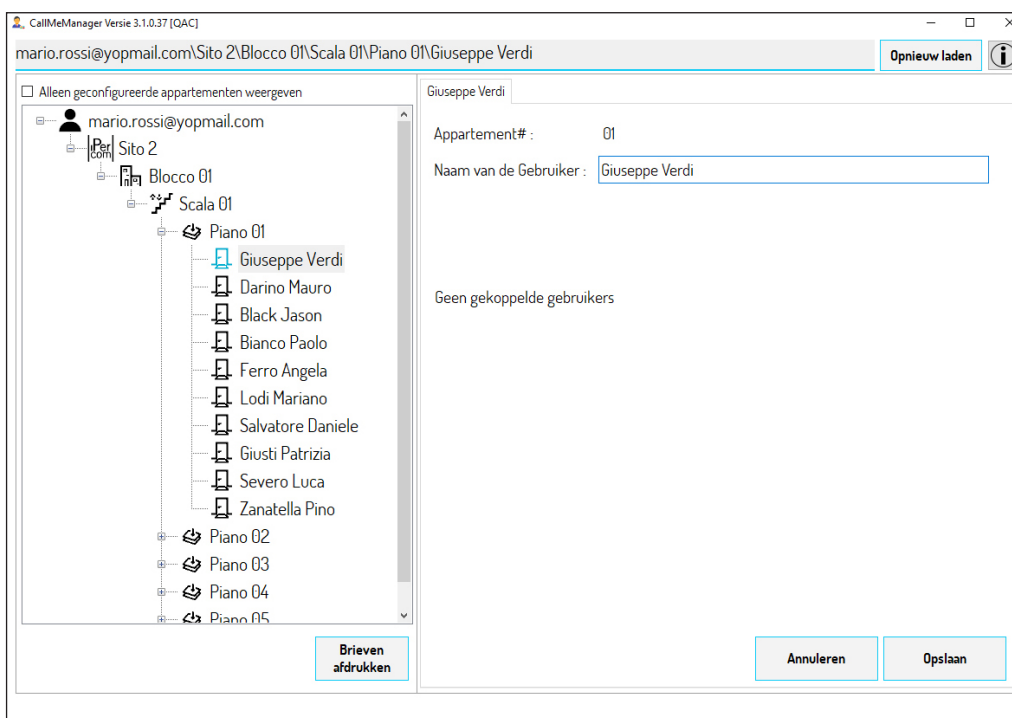 CallMeManager Versie 3.1.0.37 [QAC]
mario.rossi@yopmail.com\Sito 2\Blocco 01\Scala 01\Piano 01\Giuseppe Verdi
Opnieuw laden
Alleen geconfigureerde appartementen weergeven
mario.rossi@yopmail.com
iPer com Sito 2
Blocco 01
Scala 01
Piano 01
Giuseppe Verdi
Darino Mauro
Black Jason
Bianco Paolo
Ferro Angela
Lodi Mariano
Salvatore Daniele
Giusti Patrizia
Severo Luca
Zanatella Pino
Piano 02
Piano 03
Piano 04
Piano 05
Brieven
afdrukken
Giuseppe Verdi
Appartement# : 01
Naam van de Gebruiker : Giuseppe Verdi
Geen gekoppelde gebruikers
Annuleren
Opslaan